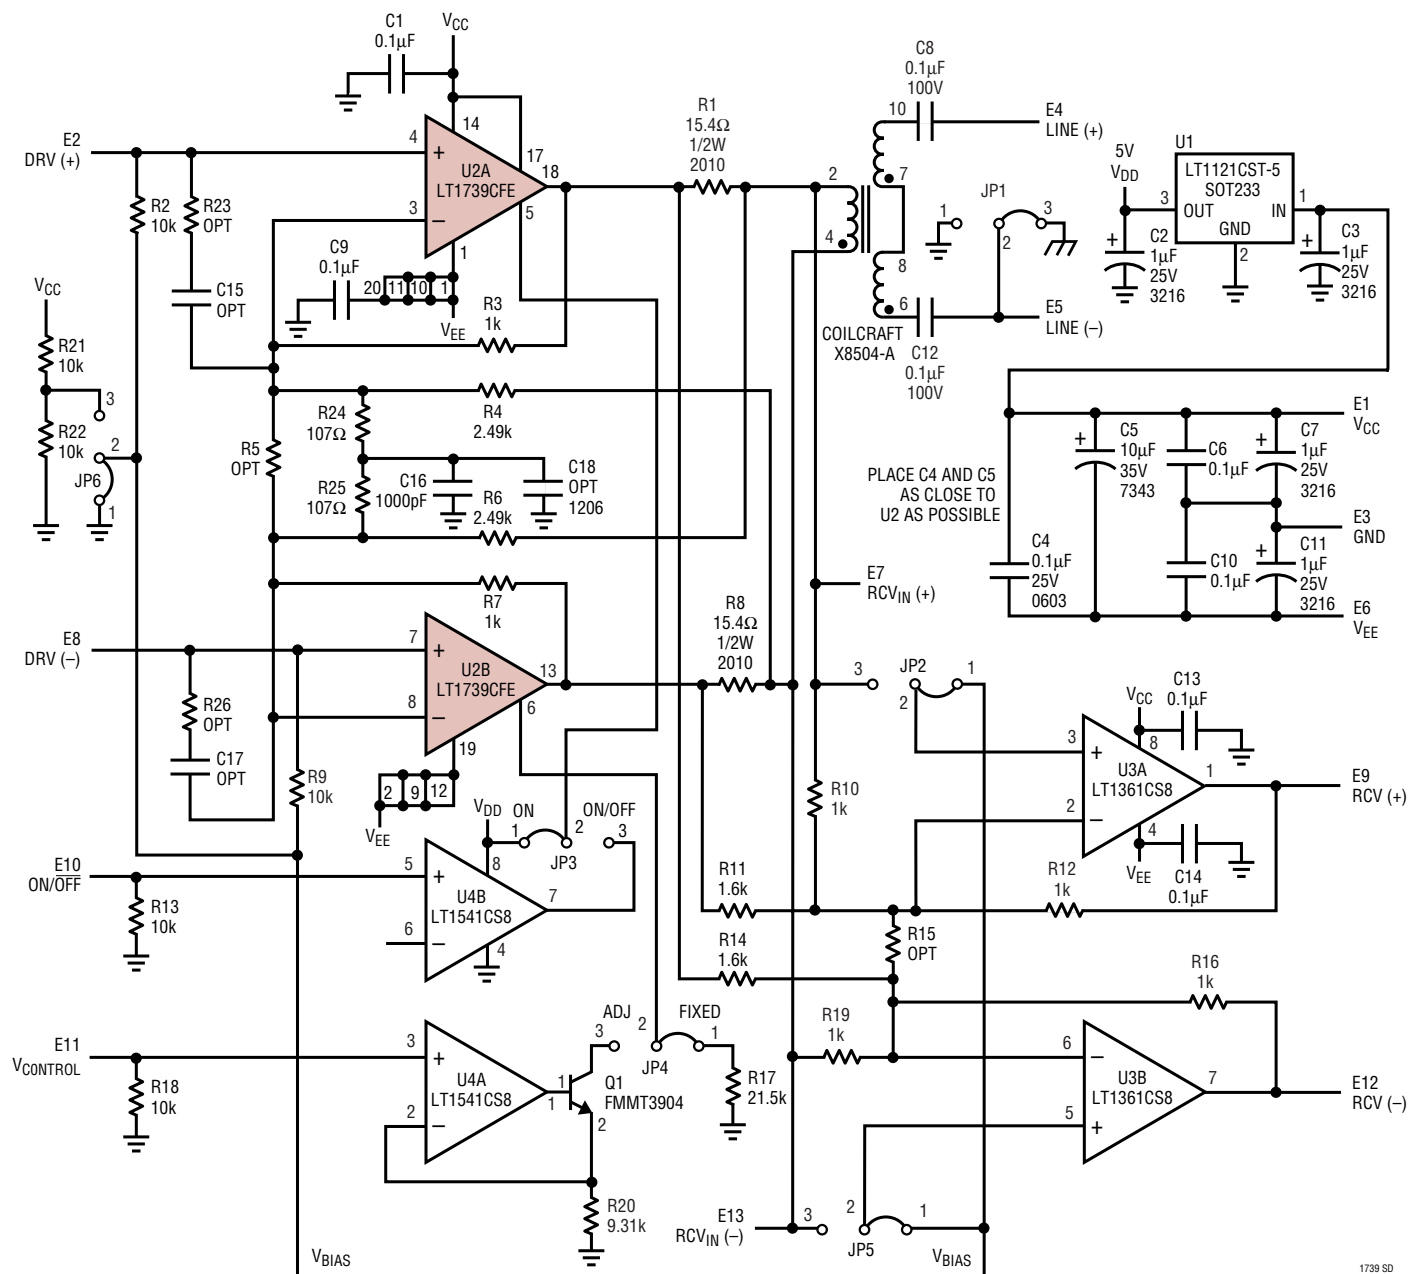 C1
0.1µF
VCC
E2
DRV (+)
R2
10k
R23
OPT
C15
OPT
4
+
3
–
14
17
18
5
1
U2A
LT1739CFE
C9
0.1µF
20
11
10
1
VEE
R3
1k
VCC
R21
10k
R22
10k
3
2
JP6
1
R5
OPT
R24
107Ω
R25
107Ω
R4
2.49k
C16
1000pF
C18
OPT
1206
R6
2.49k
R7
1k
E8
DRV (–)
R26
OPT
C17
OPT
R9
10k
7
+
8
–
U2B
LT1739CFE
13
6
19
2
9
12
VEE
R1
15.4Ω
1/2W
2010
R8
15.4Ω
1/2W
2010
2
4
COILCRAFT
X8504-A
10
7
8
6
C8
0.1µF
100V
C12
0.1µF
100V
E4
LINE (+)
E5
LINE (–)
JP1
1
2
3
5V
VDD
U1
LT1121CST-5
SOT233
3
OUT
IN
1
GND
2
+
C2
1µF
25V
3216
+
C3
1µF
25V
3216
PLACE C4 AND C5
AS CLOSE TO
U2 AS POSSIBLE
C4
0.1µF
25V
0603
+
C5
10µF
35V
7343
C6
0.1µF
+
C7
1µF
25V
3216
C10
0.1µF
+
C11
1µF
25V
3216
E1
VCC
E3
GND
E6
VEE
E7
RCVIN (+)
3
JP2
2
1
E10
ON/O̅F̅F̅
R13
10k
5
+
6
–
U4B
LT1541CS8
VDD
8
7
4
ON
1
2
JP3
ON/OFF
3
E11
VCONTROL
R18
10k
3
+
2
–
U4A
LT1541CS8
1
1
Q1
FMMT3904
2
3
ADJ
2
JP4
FIXED
1
R17
21.5k
R20
9.31k
R10
1k
R11
1.6k
R14
1.6k
R15
OPT
R12
1k
R19
1k
R16
1k
3
+
2
–
U3A
LT1361CS8
VCC
8
C13
0.1µF
1
4
VEE
C14
0.1µF
E9
RCV (+)
6
–
5
+
U3B
LT1361CS8
7
E12
RCV (–)
E13
RCVIN (–)
3
2
JP5
1
VBIAS
VBIAS
1739 SD